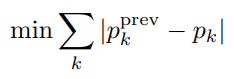 min ∑_k |p_k^prev − p_k|